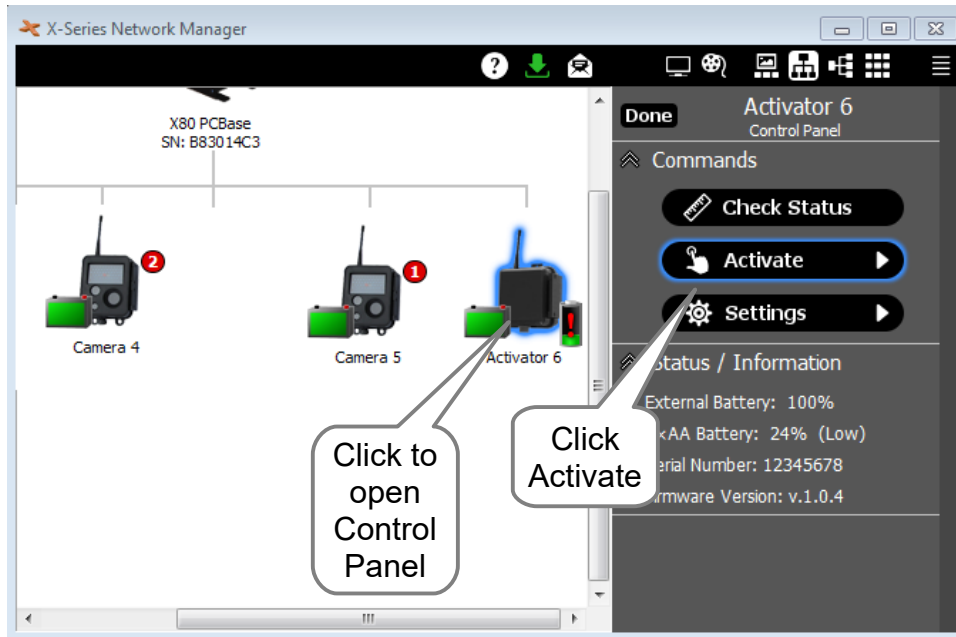 X-Series Network Manager
?
X80 PCBase
SN: B83014C3
2
Camera 4
1
Camera 5
Activator 6
Done
Activator 6
Control Panel
Commands
Check Status
Activate
Settings
Status / Information
External Battery: 100%
xAA Battery: 24% (Low)
erial Number: 12345678
rmware Version: v.1.0.4
Click to
open
Control
Panel
Click
Activate